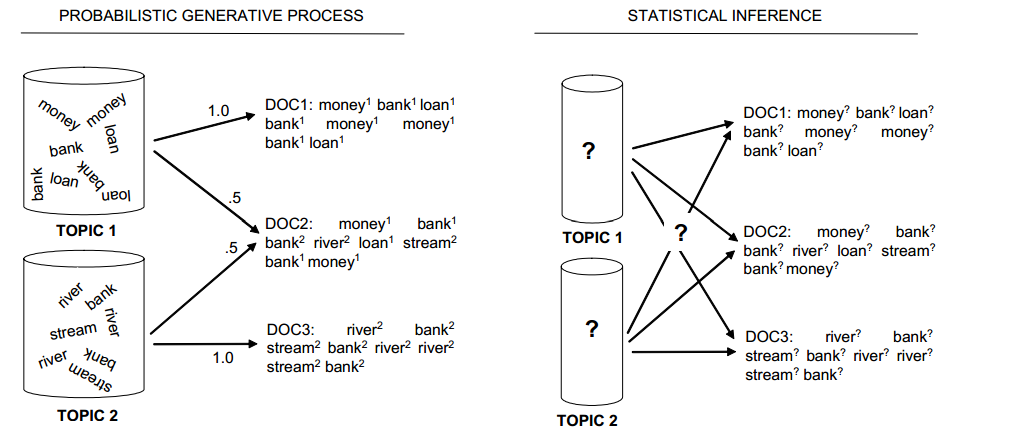 PROBABILISTIC GENERATIVE PROCESS
money
money
loan
bank
bank
loan
bank
loan
TOPIC 1
river
bank
river
stream
river
bank
stream
TOPIC 2
1.0
.5
.5
1.0
DOC1: money¹ bank¹ loan¹
bank¹ money¹ money¹
bank¹ loan¹
DOC2: money¹ bank¹
bank² river² loan¹ stream²
bank¹ money¹
DOC3: river² bank²
stream² bank² river² river²
stream² bank²
STATISTICAL INFERENCE
?
TOPIC 1
?
TOPIC 2
?
DOC1: money? bank? loan?
bank? money? money?
bank? loan?
DOC2: money? bank?
bank? river? loan? stream?
bank? money?
DOC3: river? bank?
stream? bank? river? river?
stream? bank?